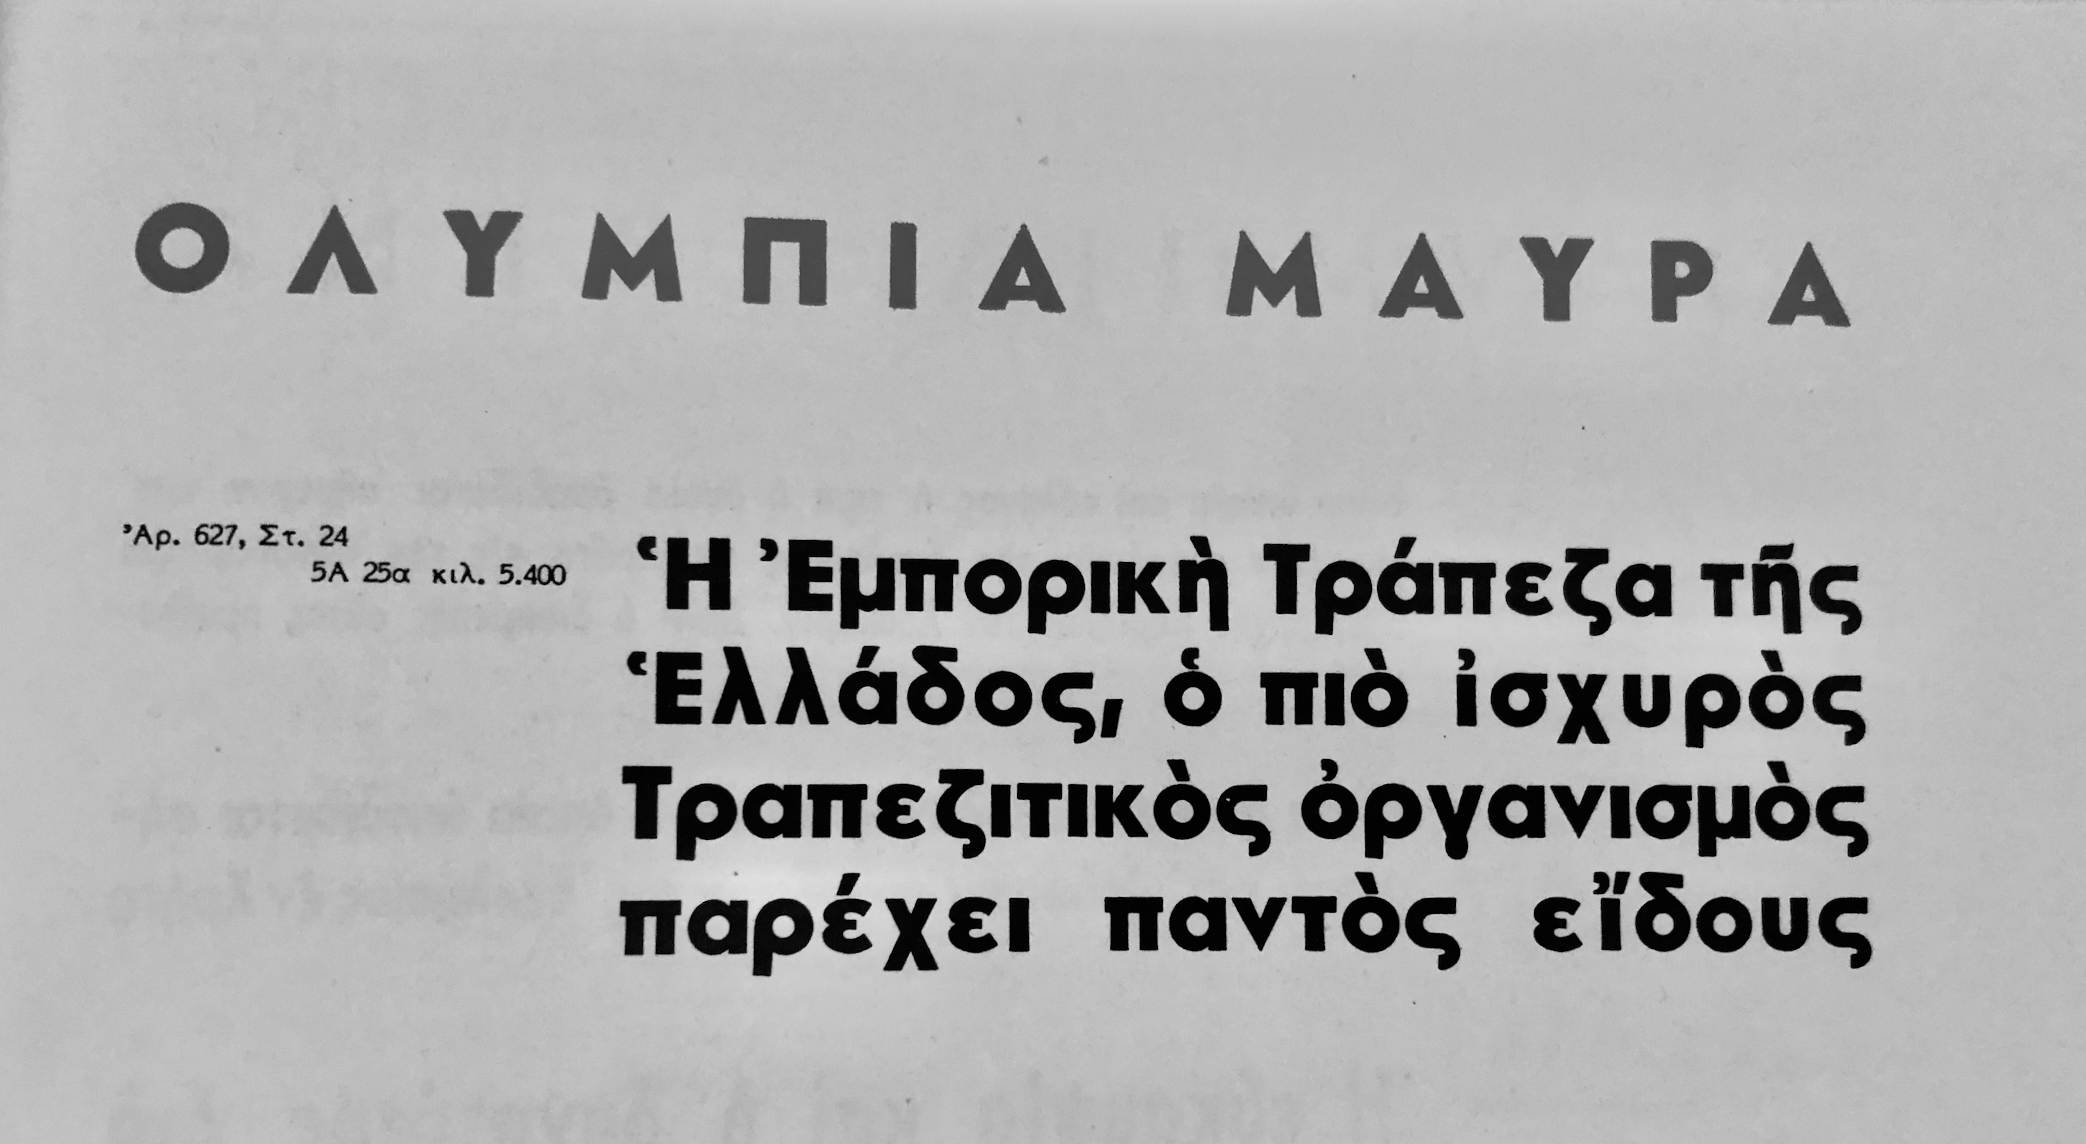 ΟΛΥΜΠΙΑ ΜΑΥΡΑ
Ἀρ. 627, Στ. 24
5Α 25α κιλ. 5.400
Ἡ Ἐμπορικὴ Τράπεζα τῆς
Ἑλλάδος, ὁ πιὸ ἰσχυρὸς
Τραπεζιτικὸς ὀργανισμὸς
παρέχει παντὸς εἴδους